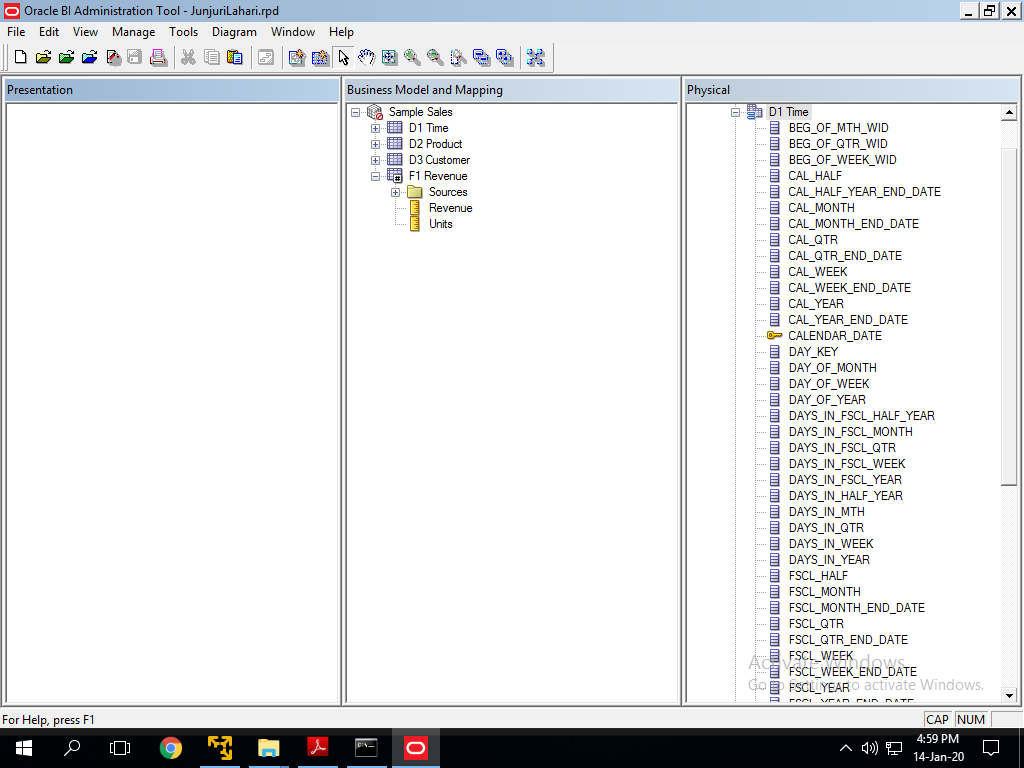 Oracle BI Administration Tool - JunjuriLahari.rpd
File Edit View Manage Tools Diagram Window Help
Presentation
Business Model and Mapping
Sample Sales
D1 Time
D2 Product
D3 Customer
F1 Revenue
Sources
Revenue
Units
Physical
D1 Time
BEG_OF_MTH_WID
BEG_OF_QTR_WID
BEG_OF_WEEK_WID
CAL_HALF
CAL_HALF_YEAR_END_DATE
CAL_MONTH
CAL_MONTH_END_DATE
CAL_QTR
CAL_QTR_END_DATE
CAL_WEEK
CAL_WEEK_END_DATE
CAL_YEAR
CAL_YEAR_END_DATE
CALENDAR_DATE
DAY_KEY
DAY_OF_MONTH
DAY_OF_WEEK
DAY_OF_YEAR
DAYS_IN_FSCL_HALF_YEAR
DAYS_IN_FSCL_MONTH
DAYS_IN_FSCL_QTR
DAYS_IN_FSCL_WEEK
DAYS_IN_FSCL_YEAR
DAYS_IN_HALF_YEAR
DAYS_IN_MTH
DAYS_IN_QTR
DAYS_IN_WEEK
DAYS_IN_YEAR
FSCL_HALF
FSCL_MONTH
FSCL_MONTH_END_DATE
FSCL_QTR
FSCL_QTR_END_DATE
FSCL_WEEK
FSCL_WEEK_END_DATE
FSCL_YEAR
FSCL_YEAR_END_DATE
Activate Windows
Go to Settings to activate Windows.
For Help, press F1
CAP NUM
4:59 PM
14-Jan-20